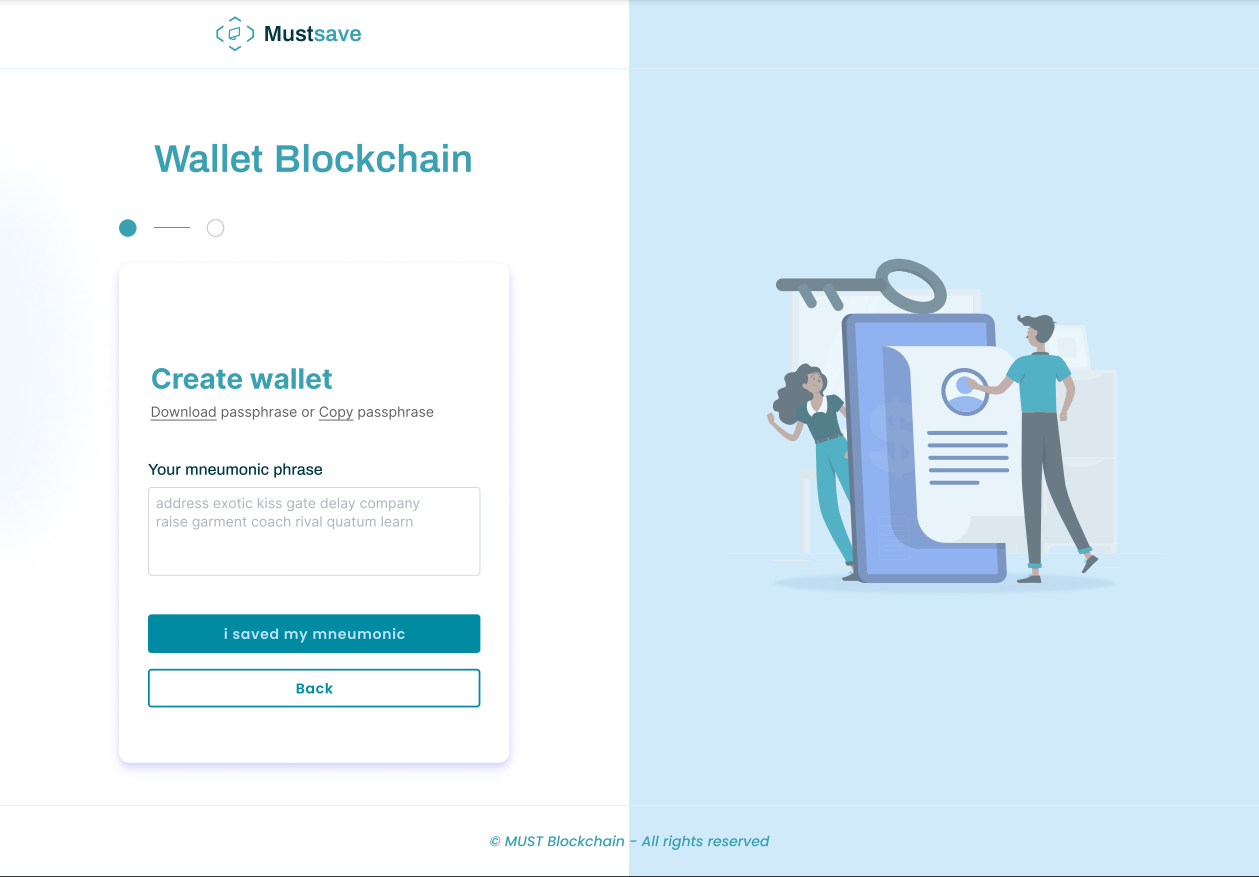 Mustsave
Wallet Blockchain
Create wallet
Download passphrase or Copy passphrase
Your mneumonic phrase
address exotic kiss gate delay company
raise garment coach rival quatum learn
i saved my mneumonic
Back
© MUST Blockchain - All rights reserved